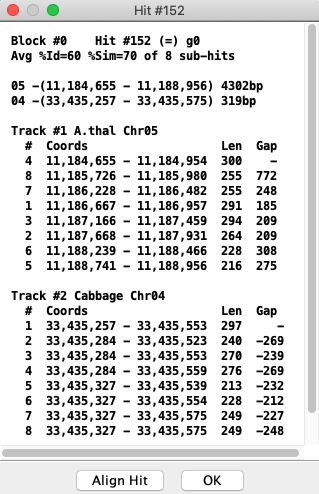 Hit #152
Block #0    Hit #152 (=) g0
Avg %Id=60 %Sim=70 of 8 sub-hits
05 -(11,184,655 - 11,188,956) 4302bp
04 -(33,435,257 - 33,435,575) 319bp
Track #1 A.thal Chr05
#  Coords                   Len  Gap
4  11,184,655 - 11,184,954  300    -
8  11,185,726 - 11,185,980  255  772
7  11,186,228 - 11,186,482  255  248
1  11,186,667 - 11,186,957  291  185
3  11,187,166 - 11,187,459  294  209
2  11,187,668 - 11,187,931  264  209
6  11,188,239 - 11,188,466  228  308
5  11,188,741 - 11,188,956  216  275
Track #2 Cabbage Chr04
#  Coords                   Len  Gap
1  33,435,257 - 33,435,553  297    -
2  33,435,284 - 33,435,523  240  -269
3  33,435,284 - 33,435,553  270  -239
4  33,435,284 - 33,435,559  276  -269
5  33,435,327 - 33,435,539  213  -232
6  33,435,327 - 33,435,554  228  -212
7  33,435,327 - 33,435,575  249  -227
8  33,435,327 - 33,435,575  249  -248
Align Hit    OK